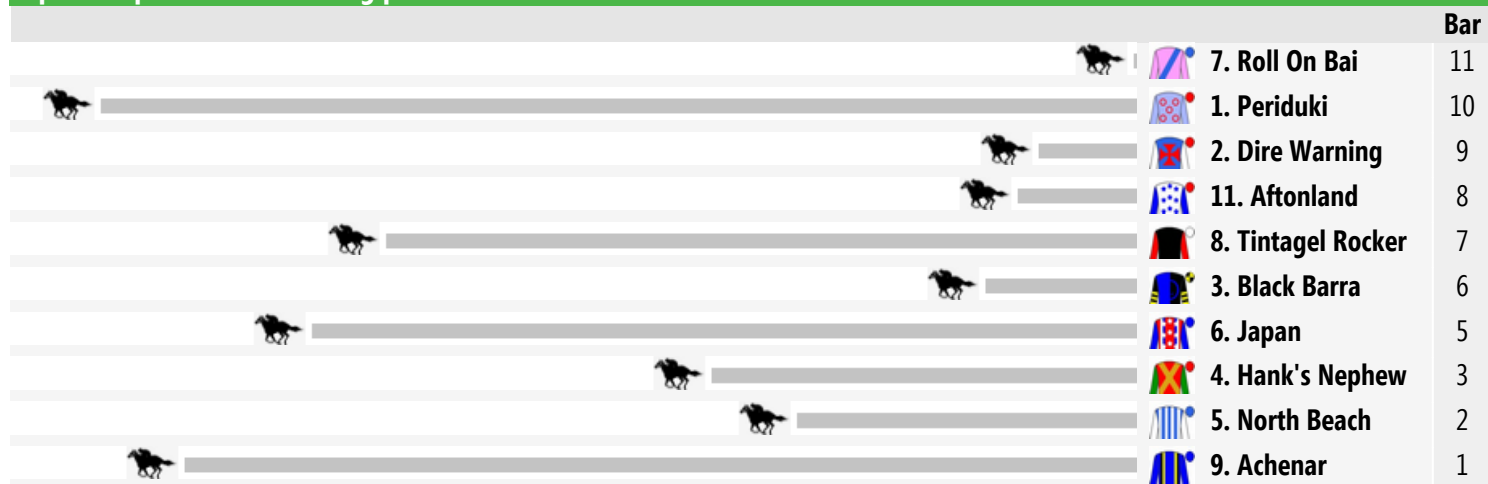 Bar
7. Roll On Bai 11
1. Periduki 10
2. Dire Warning 9
11. Aftonland 8
8. Tintagel Rocker 7
3. Black Barra 6
6. Japan 5
4. Hank's Nephew 3
5. North Beach 2
9. Achenar 1